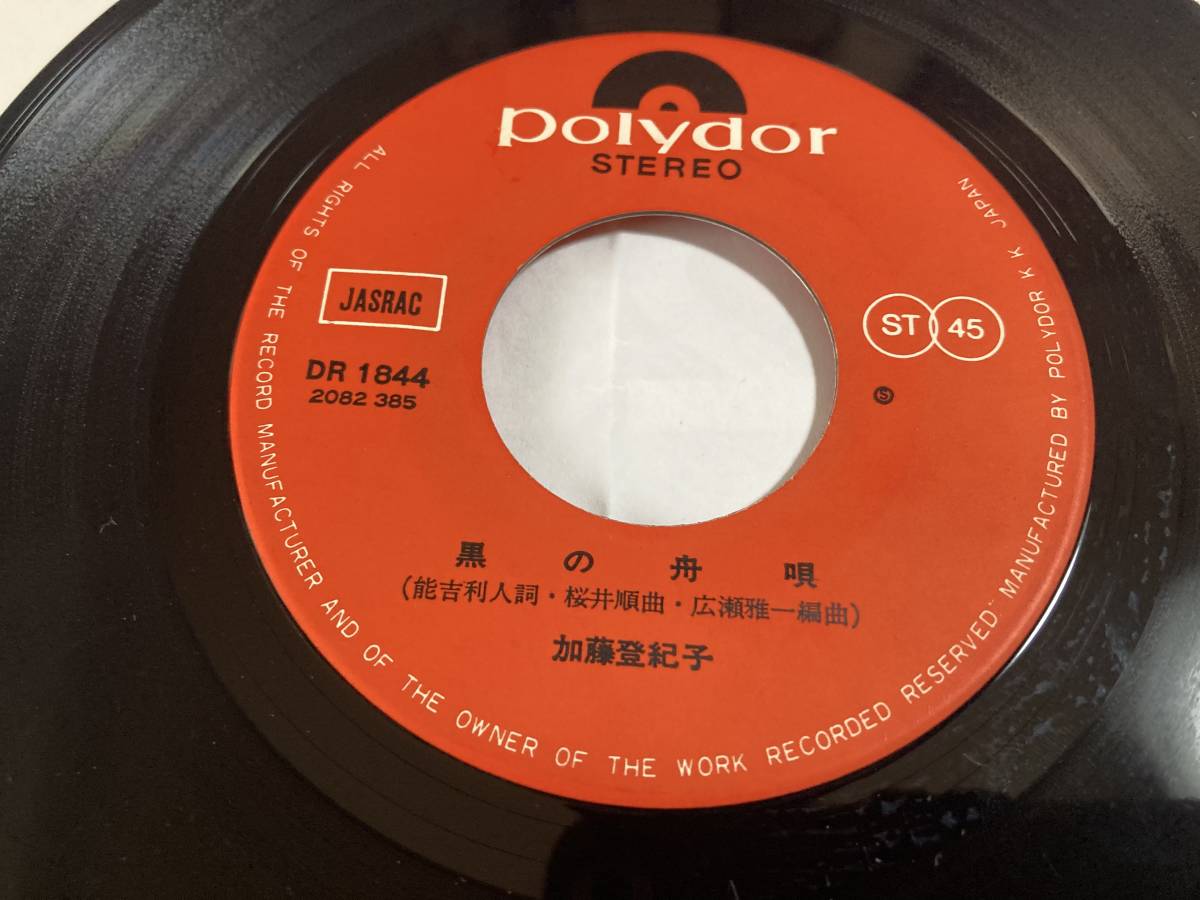 polydor
STEREO
JASRAC
DR 1844
2082 385
ST 45
Ⓢ
黒の舟唄
(能吉利人詞・桜井順曲・広瀬雅一編曲)
加藤登紀子
ALL RIGHTS OF THE RECORD MANUFACTURER AND OF THE OWNER OF THE WORK RECORDED RESERVED" MANUFACTURED BY POLYDOR K K JAPAN